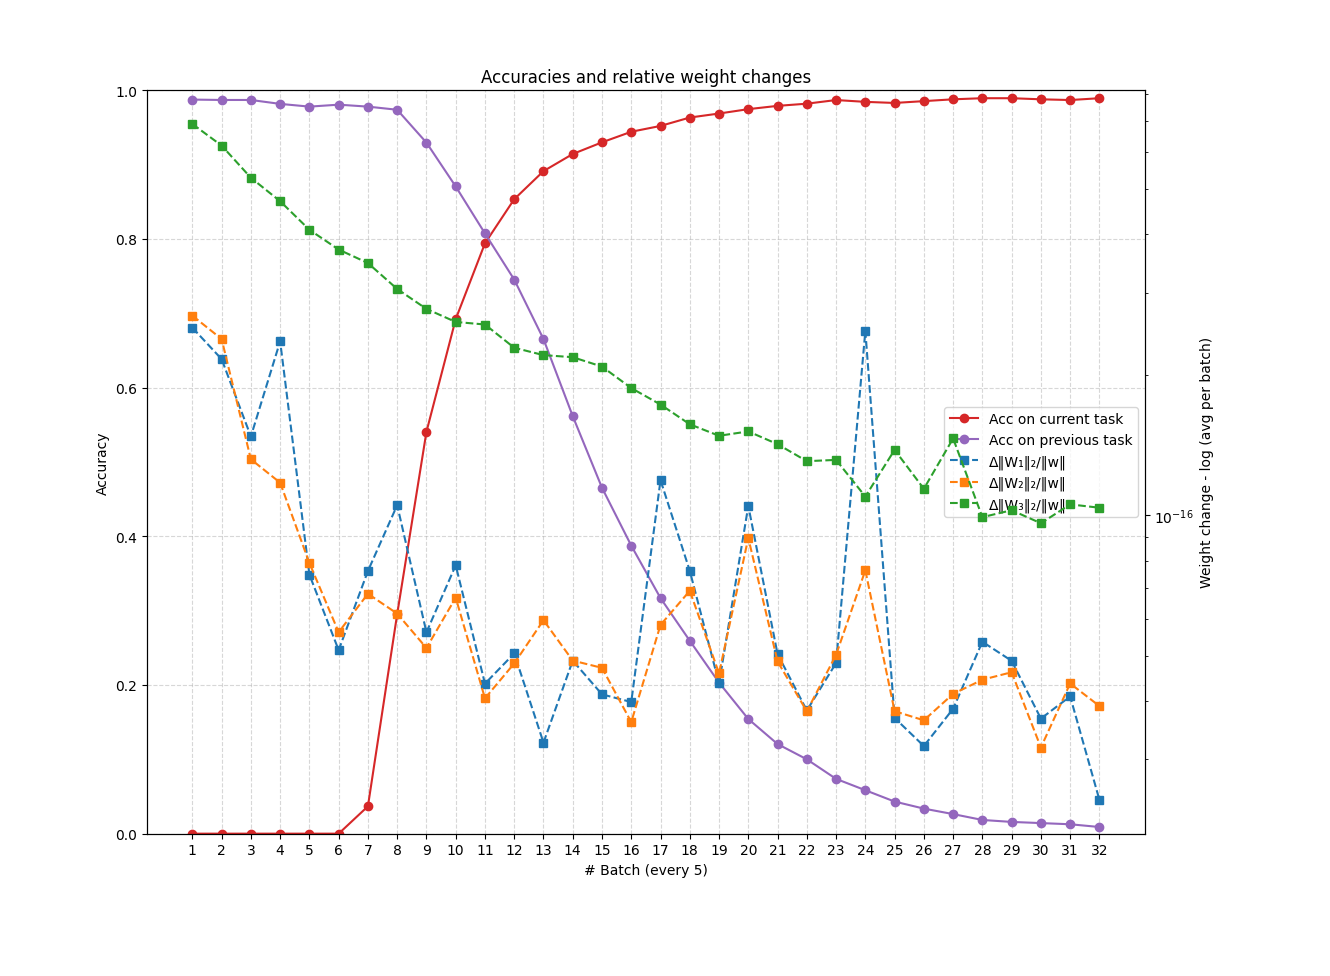 Accuracies and relative weight changes
1.0
0.8
0.6
0.4
0.2
0.0
Accuracy
1 2 3 4 5 6 7 8 9 10 11 12 13 14 15 16 17 18 19 20 21 22 23 24 25 26 27 28 29 30 31 32
# Batch (every 5)
10⁻¹⁶
Weight change - log (avg per batch)
Acc on current task
Acc on previous task
Δ‖W₁‖₂/‖w‖
Δ‖W₂‖₂/‖w‖
Δ‖W₃‖₂/‖w‖